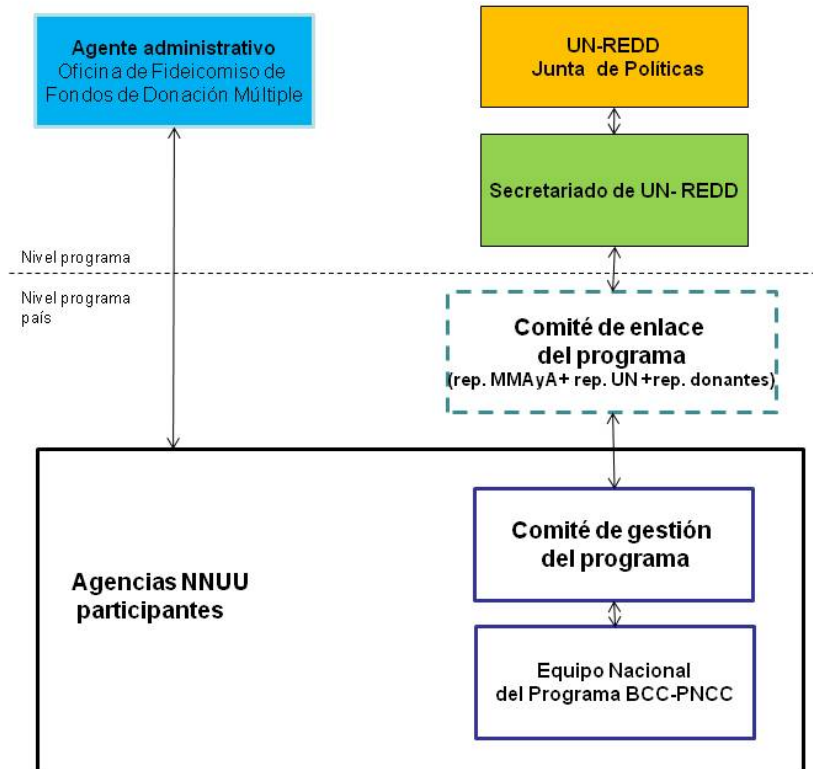 Agente administrativo
Oficina de Fideicomiso de
Fondos de Donación Múltiple
UN-REDD
Junta de Políticas
Secretariado de UN- REDD
Nivel programa
Nivel programa
país
Comité de enlace
del programa
(rep. MMAyA+ rep. UN +rep. donantes)
Agencias NNUU
participantes
Comité de gestión
del programa
Equipo Nacional
del Programa BCC-PNCC